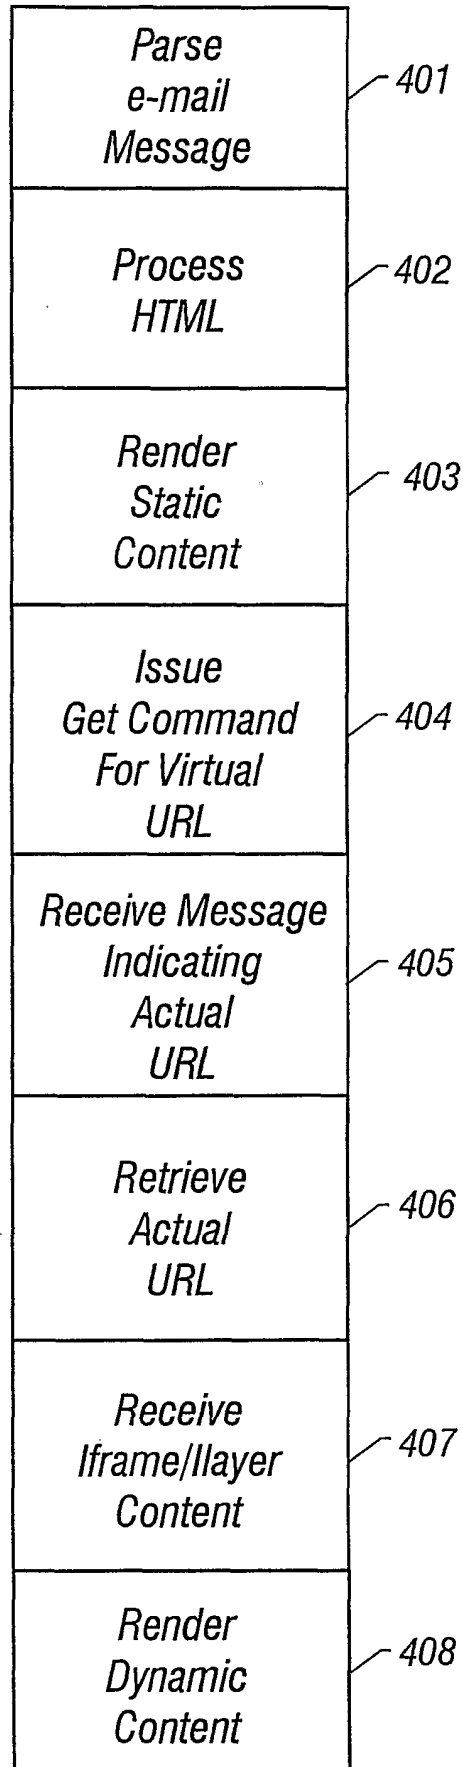 Parse
e-mail
Message
401
Process
HTML
402
Render
Static
Content
403
Issue
Get Command
For Virtual
URL
404
Receive Message
Indicating
Actual
URL
405
Retrieve
Actual
URL
406
Receive
Iframe/Ilayer
Content
407
Render
Dynamic
Content
408